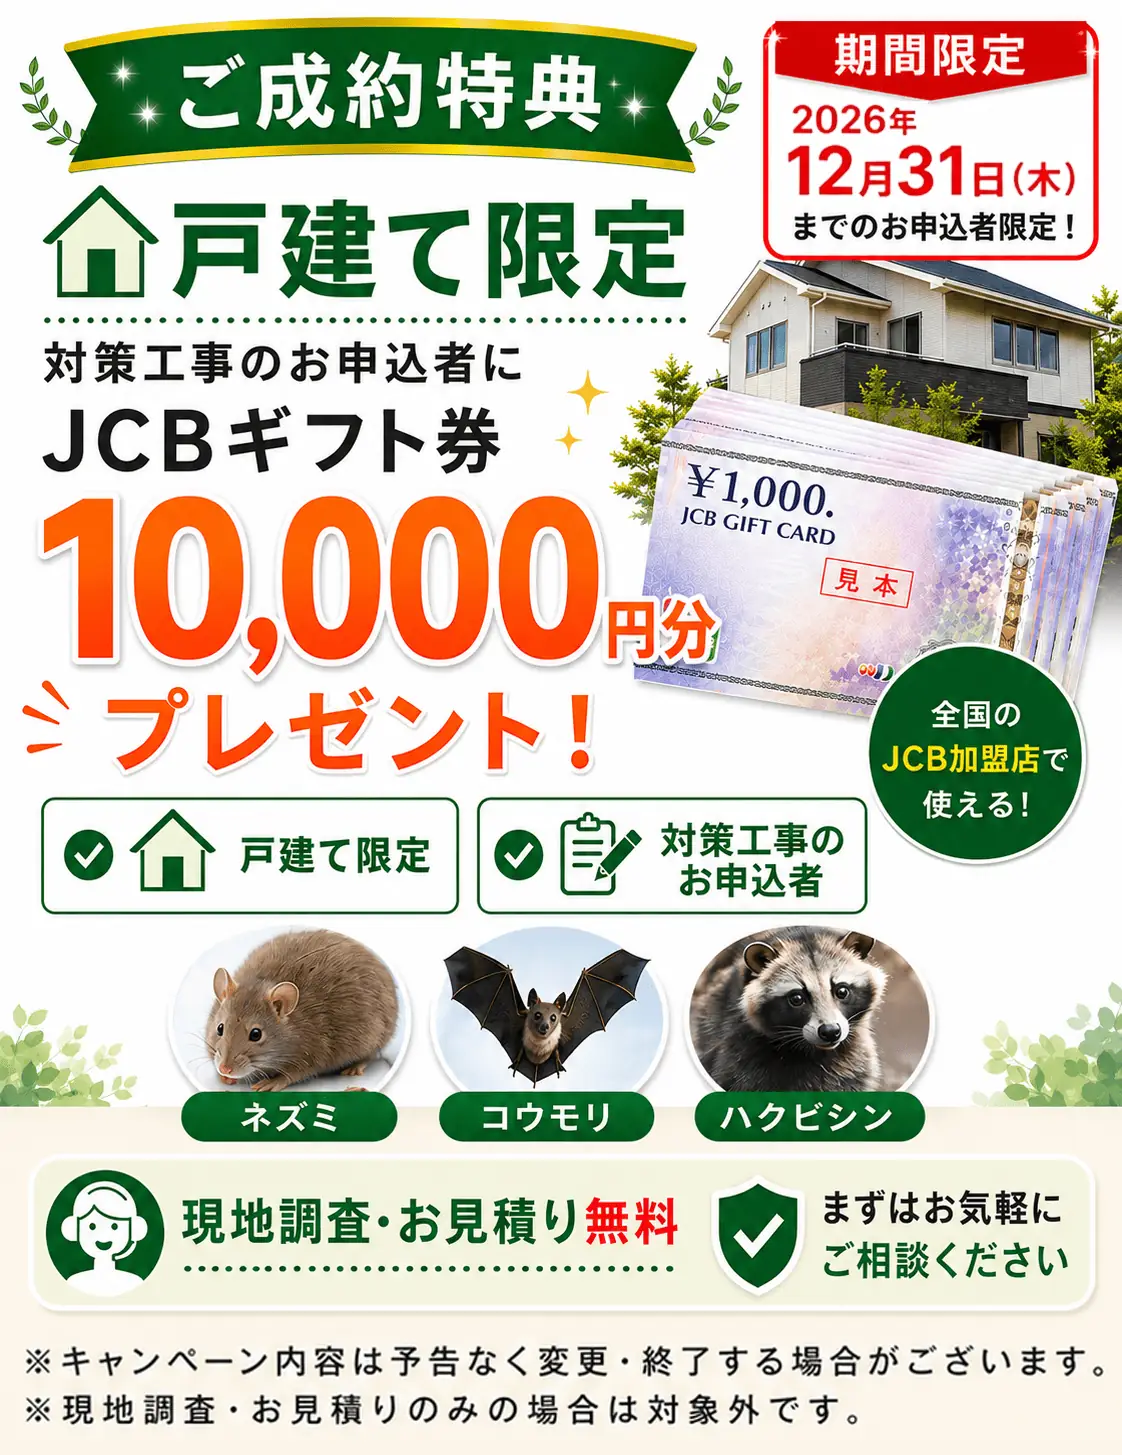 ご成約特典
期間限定
2026年
12月31日(木)
までのお申込者限定!
戸建て限定
対策工事のお申込者に
JCBギフト券
10,000円分
プレゼント!
¥1,000.
JCB GIFT CARD
見本
全国の
JCB加盟店で
使える!
戸建て限定
対策工事の
お申込者
ネズミ
コウモリ
ハクビシン
現地調査・お見積り無料
まずはお気軽に
ご相談ください
※キャンペーン内容は予告なく変更・終了する場合がございます。
※現地調査・お見積りのみの場合は対象外です。